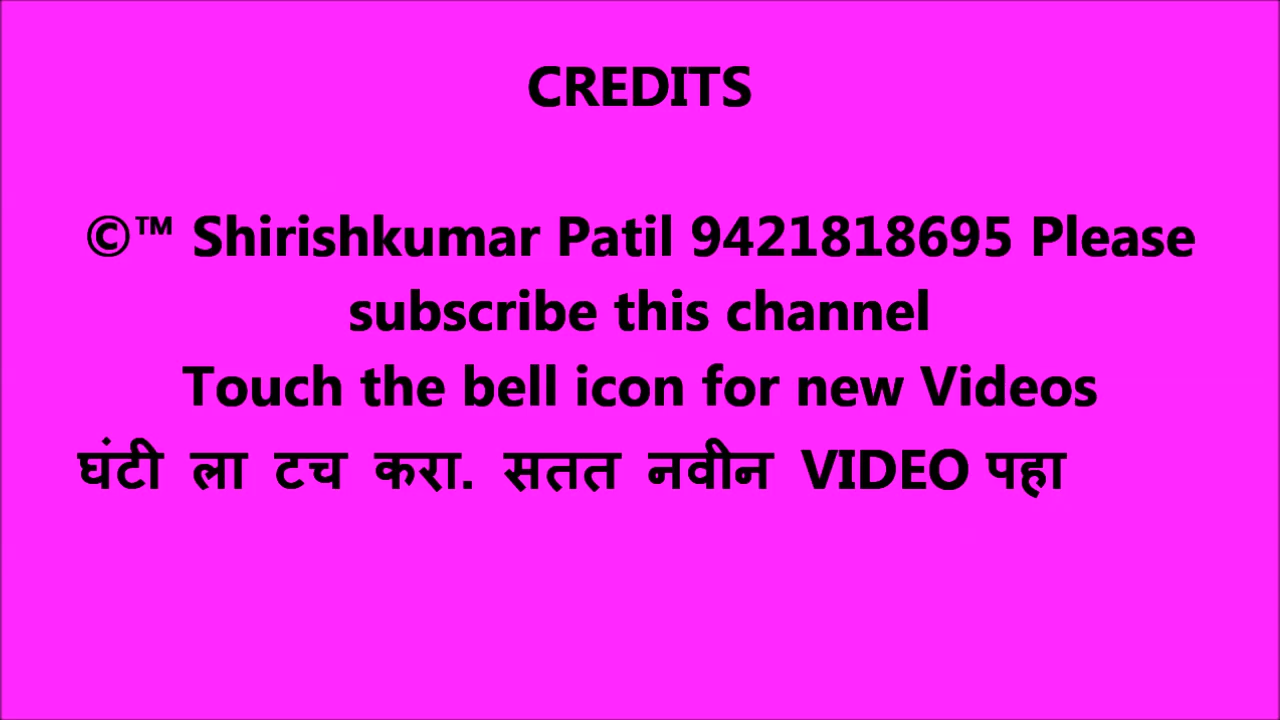 CREDITS
©™ Shirishkumar Patil 9421818695 Please
subscribe this channel
Touch the bell icon for new Videos
घंटी ला टच करा. सतत नवीन VIDEO पहा